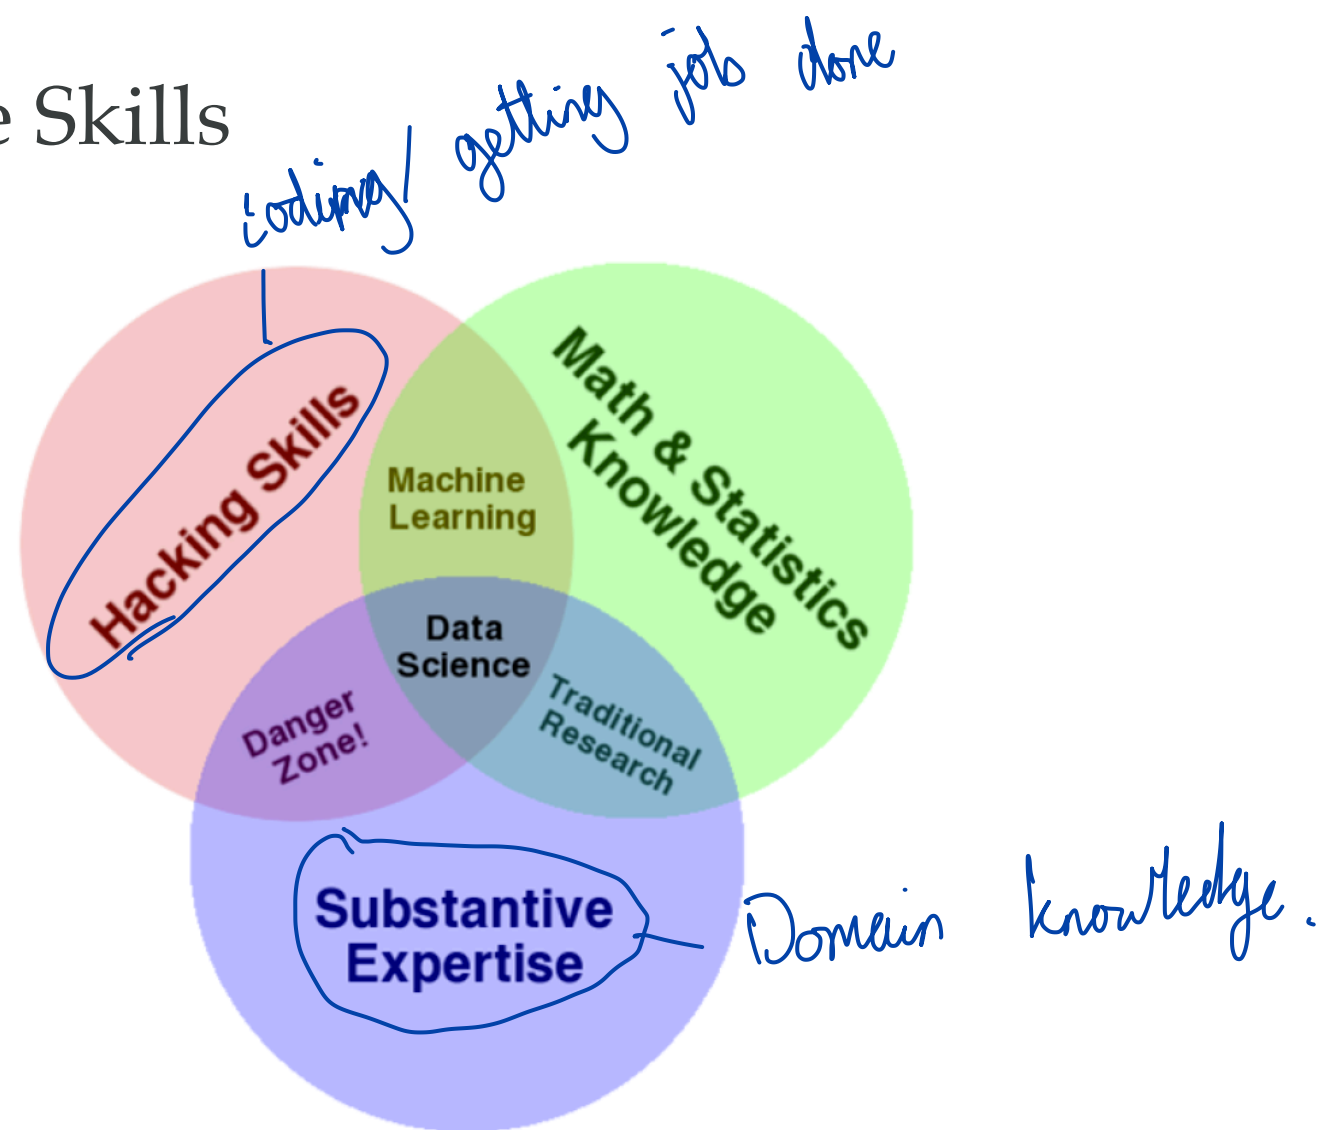 e Skills
coding/ getting job done
Hacking Skills
Math & Statistics
Knowledge
Machine
Learning
Data
Science
Danger
Zone!
Traditional
Research
Substantive
Expertise
Domain knowledge.